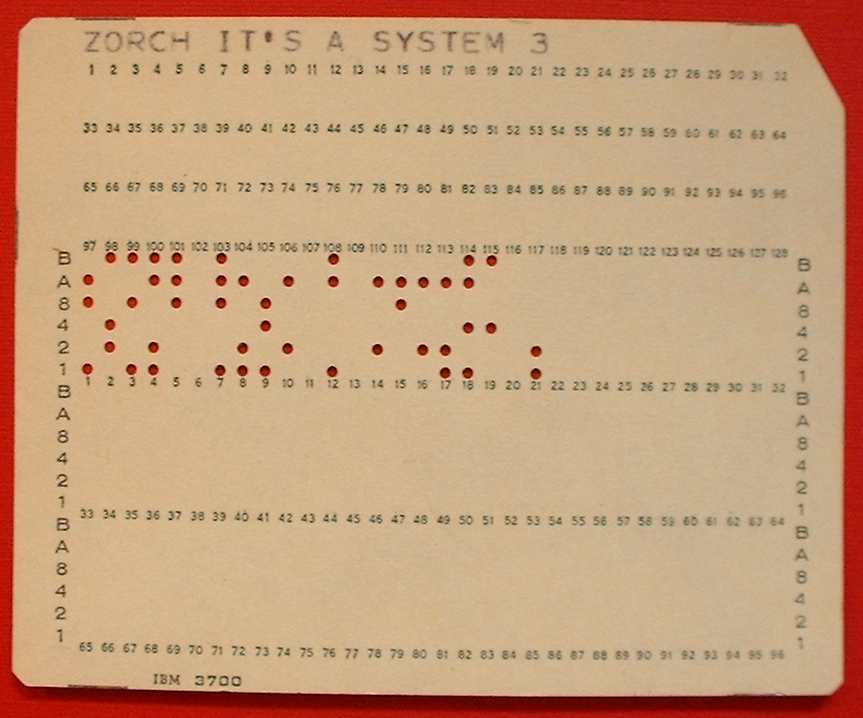 ZORCH IT'S A SYSTEM 3
1 2 3 4 5 6 7 8 9 10 11 12 13 14 15 16 17 18 19 20 21 22 23 24 25 26 27 28 29 30 31 32
33 34 35 36 37 38 39 40 41 42 43 44 45 46 47 48 49 50 51 52 53 54 55 56 57 58 59 60 61 62 63 64
65 66 67 68 69 70 71 72 73 74 75 76 77 78 79 80 81 82 83 84 85 86 87 88 89 90 91 92 93 94 95 96
97 98 99 100 101 102 103 104 105 106 107 108 109 110 111 112 113 114 115 116 117 118 119 120 121 122 123 124 125 126 127 128
B B
A A
8 8
4 4
2 2
1 1
1 2 3 4 5 6 7 8 9 10 11 12 13 14 15 16 17 18 19 20 21 22 23 24 25 26 27 28 29 30 31 32
B B
A A
8 8
4 4
2 2
1 1
33 34 35 36 37 38 39 40 41 42 43 44 45 46 47 48 49 50 51 52 53 54 55 56 57 58 59 60 61 62 63 64
B B
A A
8 8
4 4
2 2
1 1
65 66 67 68 69 70 71 72 73 74 75 76 77 78 79 80 81 82 83 84 85 86 87 88 89 90 91 92 93 94 95 96
IBM 3700